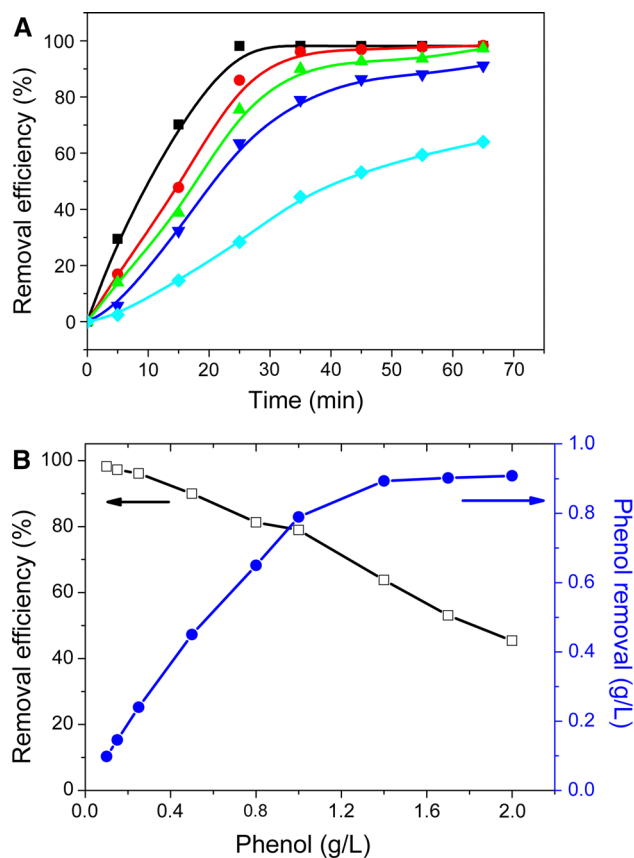 A
Removal efficiency (%)
100
80
60
40
20
0
0 10 20 30 40 50 60 70
Time (min)
B
Removal efficiency (%)
100
80
60
40
20
0
1.0
0.8
0.6
0.4
0.2
0.0
Phenol removal (g/L)
0.0 0.4 0.8 1.2 1.6 2.0
Phenol (g/L)